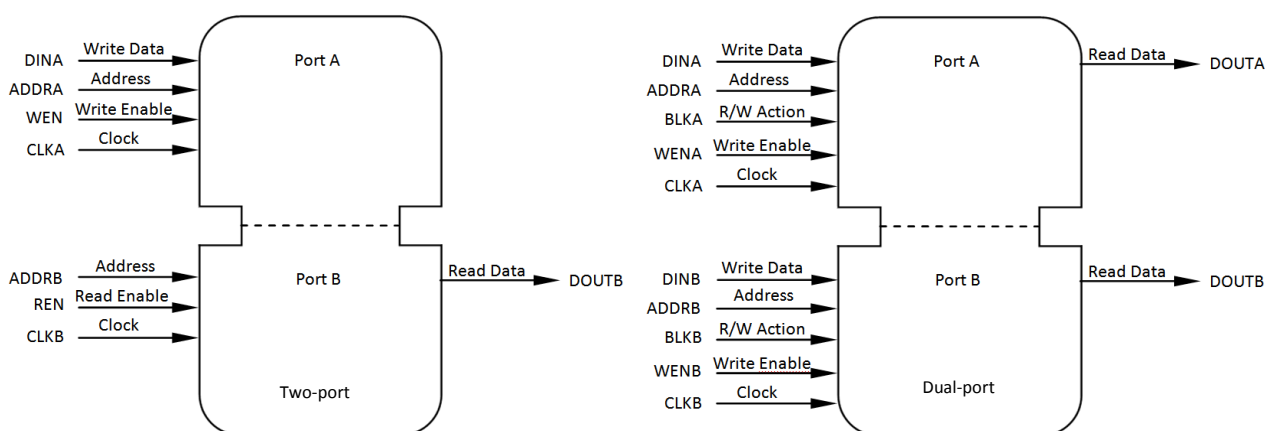 Write Data
DINA
Port A
Address
ADDRA
Write Enable
WEN
Clock
CLKA
Address
ADDRB
Port B
Read Data
DOUTB
Read Enable
REN
Clock
CLKB
Two-port
Write Data
DINA
Port A
Read Data
DOUTA
Address
ADDRA
R/W Action
BLKA
Write Enable
WENA
Clock
CLKA
Write Data
DINB
Port B
Read Data
DOUTB
Address
ADDRB
R/W Action
BLKB
Write Enable
WENB
Clock
CLKB
Dual-port